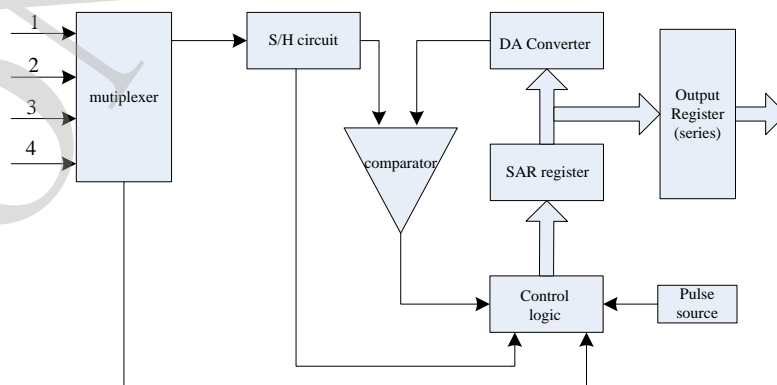 1
2
3
4
mutiplexer
S/H circuit
DA Converter
comparator
SAR register
Output
Register
(series)
Control
logic
Pulse
source